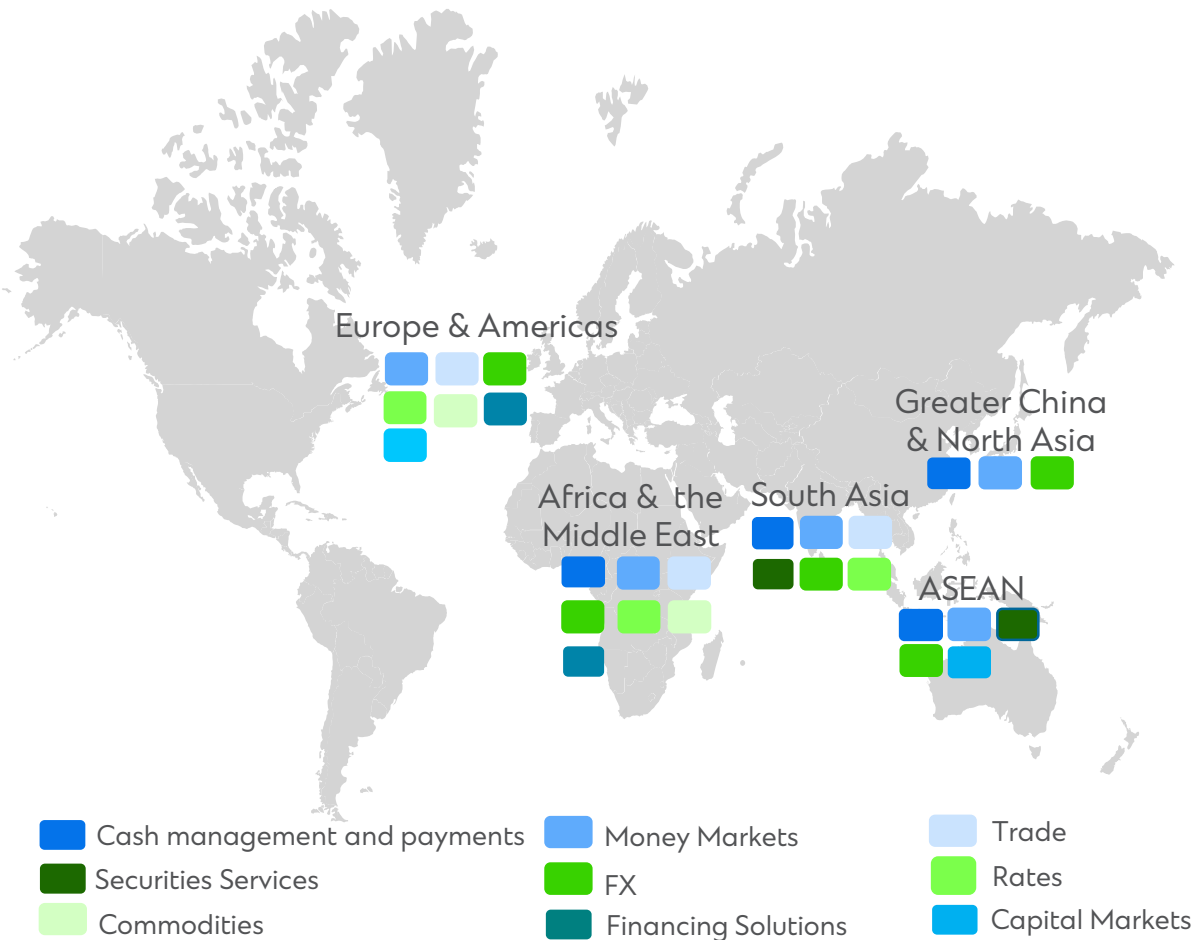 Europe & Americas
Greater China
& North Asia
Africa & the
Middle East
South Asia
ASEAN
Cash management and payments
Money Markets
Trade
Securities Services
FX
Rates
Commodities
Financing Solutions
Capital Markets